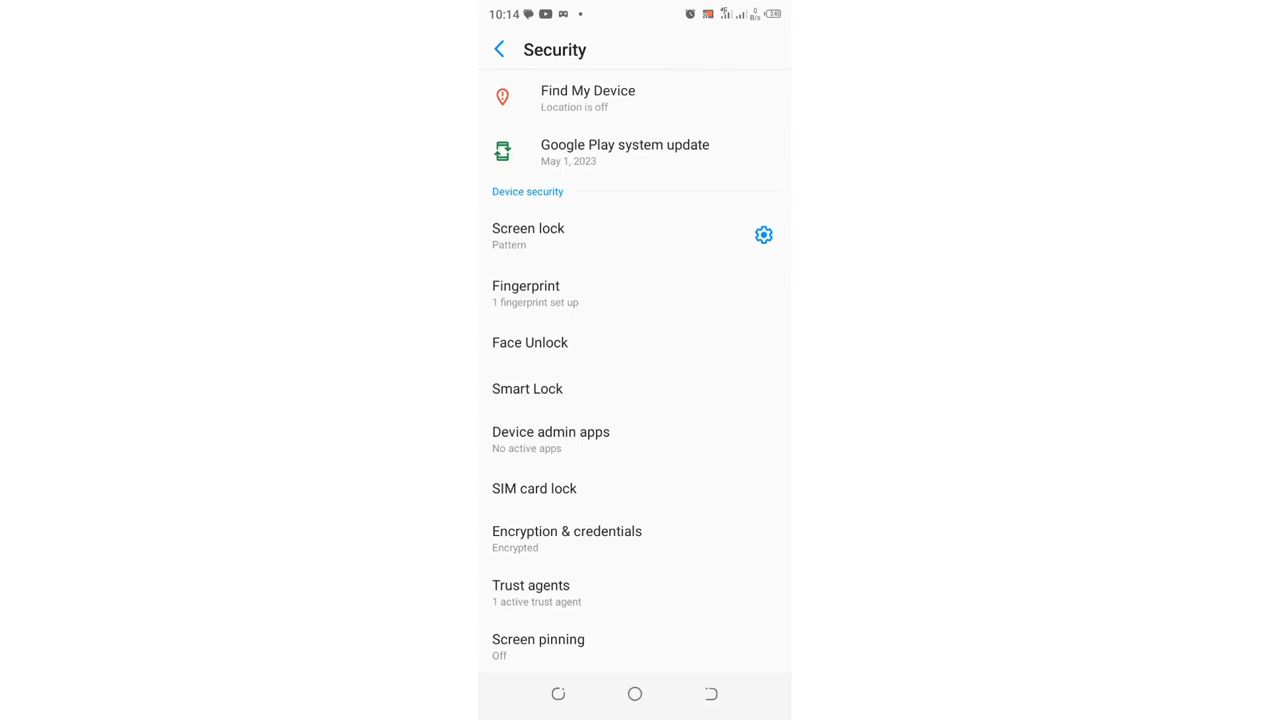 10:14 4G 0 B/s
Security
Find My Device
Location is off
Google Play system update
May 1, 2023
Device security
Screen lock
Pattern
Fingerprint
1 fingerprint set up
Face Unlock
Smart Lock
Device admin apps
No active apps
SIM card lock
Encryption & credentials
Encrypted
Trust agents
1 active trust agent
Screen pinning
Off